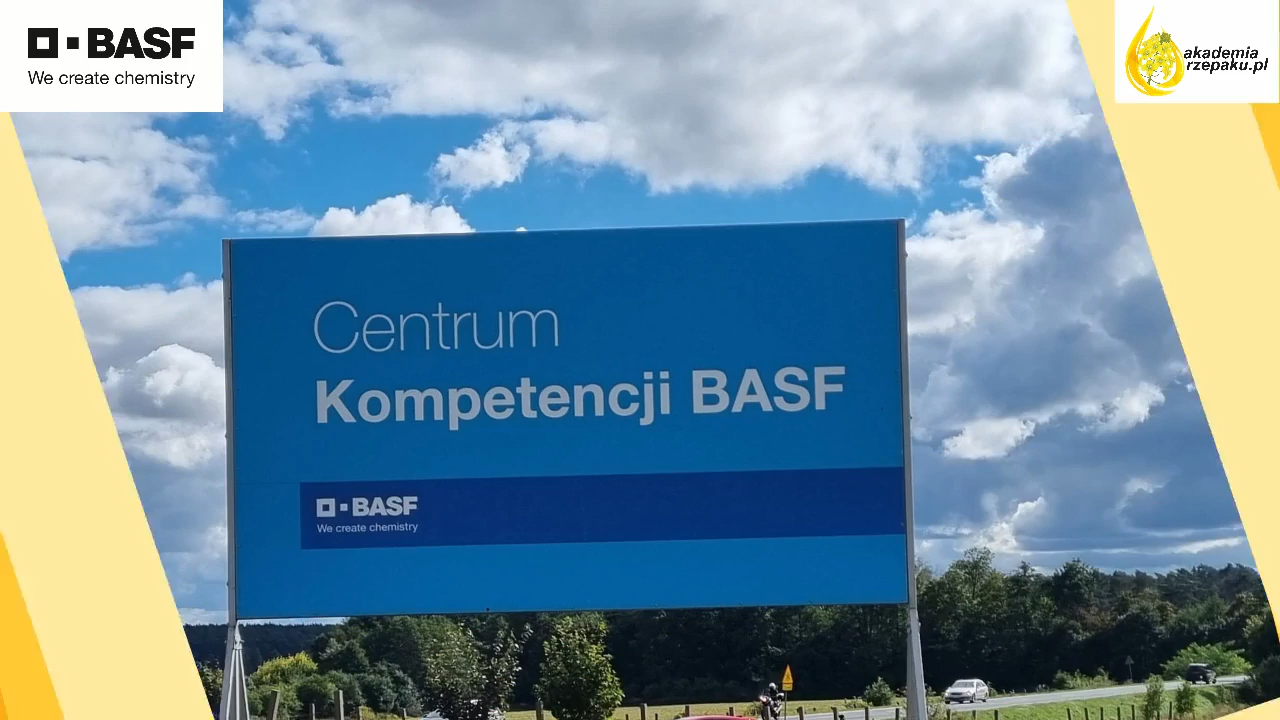 BASF
We create chemistry
akademia
rzepaku.pl
Centrum
Kompetencji BASF
BASF
We create chemistry